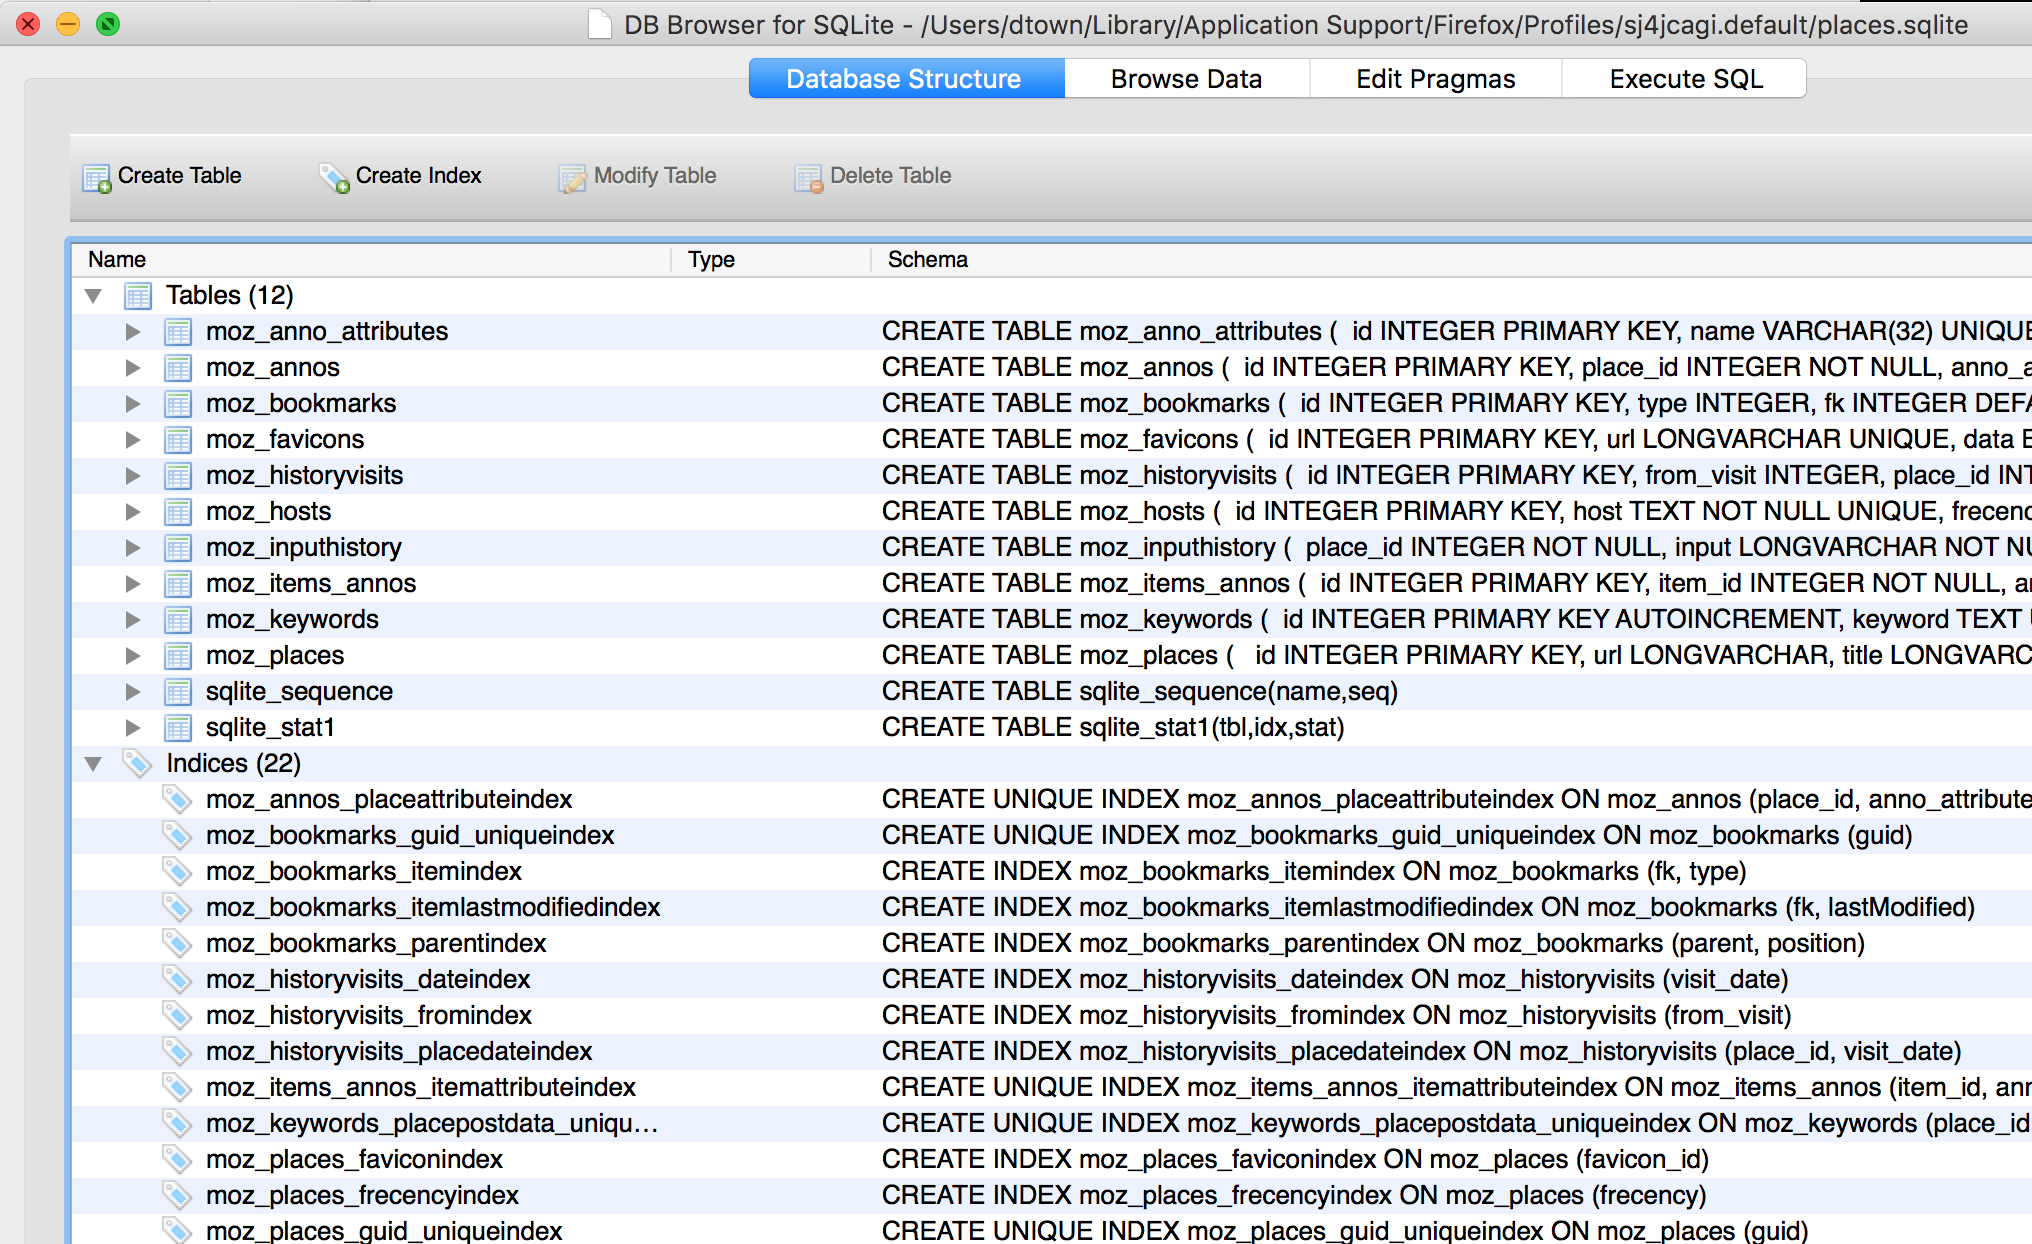 DB Browser for SQLite - /Users/dtown/Library/Application Support/Firefox/Profiles/sj4jcagi.default/places.sqlite
Database Structure Browse Data Edit Pragmas Execute SQL
Create Table Create Index Modify Table Delete Table
Name Type Schema
Tables (12)
moz_anno_attributes CREATE TABLE moz_anno_attributes ( id INTEGER PRIMARY KEY, name VARCHAR(32) UNIQUE
moz_annos CREATE TABLE moz_annos ( id INTEGER PRIMARY KEY, place_id INTEGER NOT NULL, anno_a
moz_bookmarks CREATE TABLE moz_bookmarks ( id INTEGER PRIMARY KEY, type INTEGER, fk INTEGER DEFA
moz_favicons CREATE TABLE moz_favicons ( id INTEGER PRIMARY KEY, url LONGVARCHAR UNIQUE, data
moz_historyvisits CREATE TABLE moz_historyvisits ( id INTEGER PRIMARY KEY, from_visit INTEGER, place_id INT
moz_hosts CREATE TABLE moz_hosts ( id INTEGER PRIMARY KEY, host TEXT NOT NULL UNIQUE, frecenc
moz_inputhistory CREATE TABLE moz_inputhistory ( place_id INTEGER NOT NULL, input LONGVARCHAR NOT NU
moz_items_annos CREATE TABLE moz_items_annos ( id INTEGER PRIMARY KEY, item_id INTEGER NOT NULL, a
moz_keywords CREATE TABLE moz_keywords ( id INTEGER PRIMARY KEY AUTOINCREMENT, keyword TEXT
moz_places CREATE TABLE moz_places ( id INTEGER PRIMARY KEY, url LONGVARCHAR, title LONGVARC
sqlite_sequence CREATE TABLE sqlite_sequence(name,seq)
sqlite_stat1 CREATE TABLE sqlite_stat1(tbl,idx,stat)
Indices (22)
moz_annos_placeattributeindex CREATE UNIQUE INDEX moz_annos_placeattributeindex ON moz_annos (place_id, anno_attribute
moz_bookmarks_guid_uniqueindex CREATE UNIQUE INDEX moz_bookmarks_guid_uniqueindex ON moz_bookmarks (guid)
moz_bookmarks_itemindex CREATE INDEX moz_bookmarks_itemindex ON moz_bookmarks (fk, type)
moz_bookmarks_itemlastmodifiedindex CREATE INDEX moz_bookmarks_itemlastmodifiedindex ON moz_bookmarks (fk, lastModified)
moz_bookmarks_parentindex CREATE INDEX moz_bookmarks_parentindex ON moz_bookmarks (parent, position)
moz_historyvisits_dateindex CREATE INDEX moz_historyvisits_dateindex ON moz_historyvisits (visit_date)
moz_historyvisits_fromindex CREATE INDEX moz_historyvisits_fromindex ON moz_historyvisits (from_visit)
moz_historyvisits_placedateindex CREATE INDEX moz_historyvisits_placedateindex ON moz_historyvisits (place_id, visit_date)
moz_items_annos_itemattributeindex CREATE UNIQUE INDEX moz_items_annos_itemattributeindex ON moz_items_annos (item_id, ann
moz_keywords_placepostdata_uniqu… CREATE UNIQUE INDEX moz_keywords_placepostdata_uniqueindex ON moz_keywords (place_id
moz_places_faviconindex CREATE INDEX moz_places_faviconindex ON moz_places (favicon_id)
moz_places_frecencyindex CREATE INDEX moz_places_frecencyindex ON moz_places (frecency)
moz_places_guid_uniqueindex CREATE UNIQUE INDEX moz_places_guid_uniqueindex ON moz_places (guid)